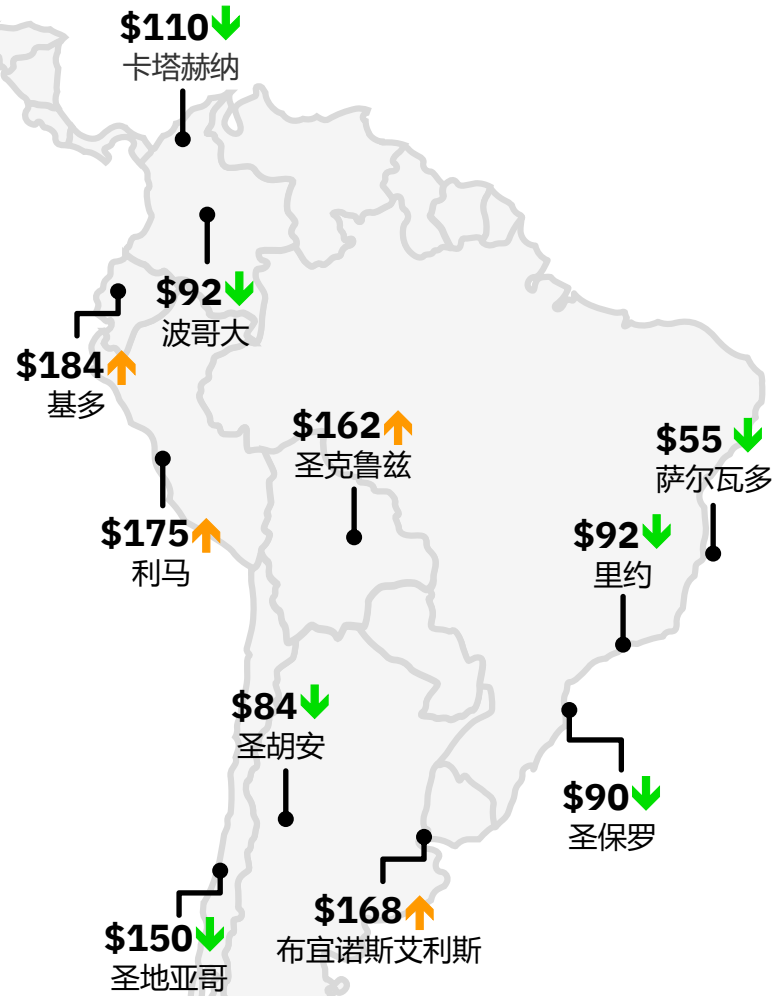 $110
卡塔赫纳
$92
波哥大
$184
基多
$162
圣克鲁兹
$55
萨尔瓦多
$175
利马
$92
里约
$84
圣胡安
$90
圣保罗
$168
布宜诺斯艾利斯
$150
圣地亚哥